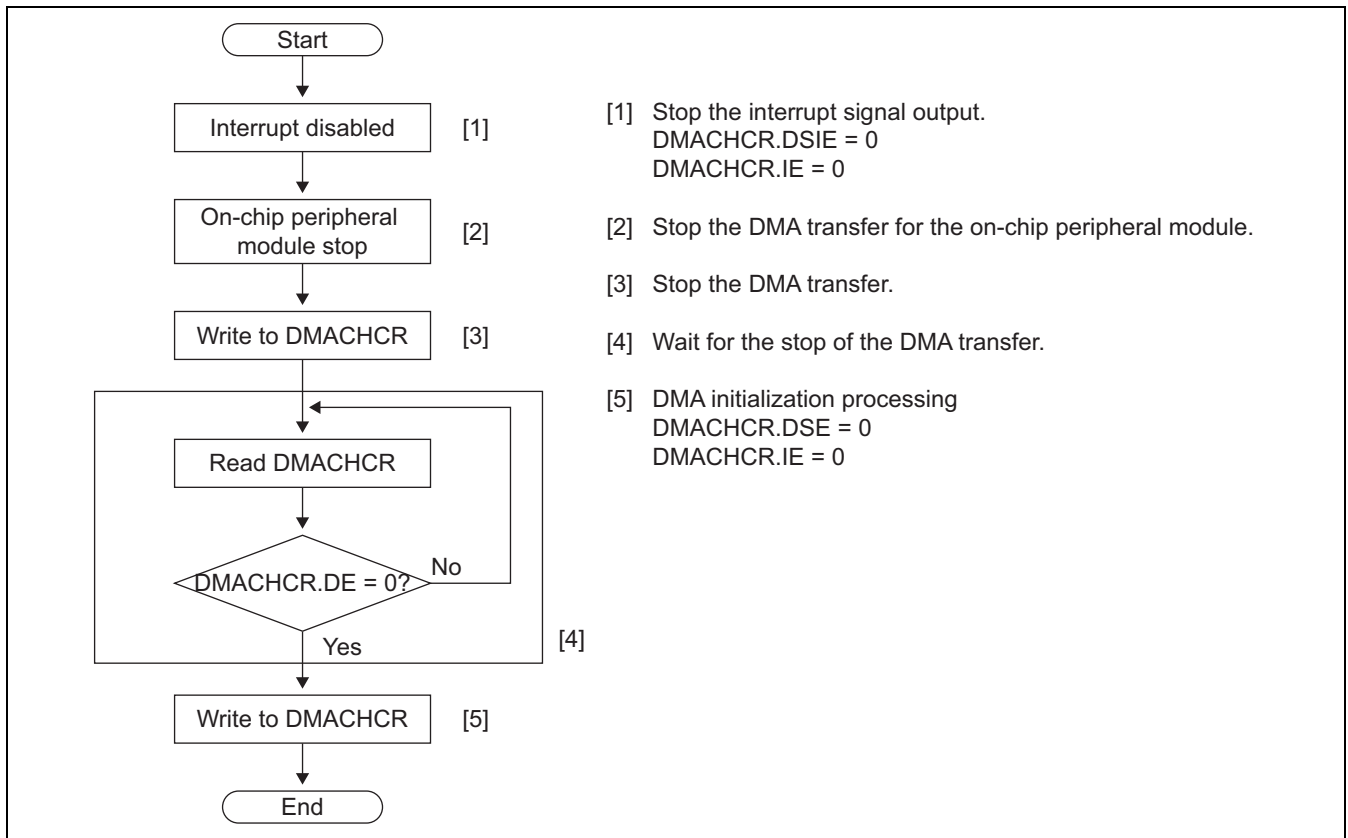 Start
Interrupt disabled [1]
On-chip peripheral
module stop
[2]
Write to DMACHCR [3]
Read DMACHCR
DMACHCR.DE = 0?
No
Yes
[4]
Write to DMACHCR [5]
End
[1] Stop the interrupt signal output.
DMACHCR.DSIE = 0
DMACHCR.IE = 0
[2] Stop the DMA transfer for the on-chip peripheral module.
[3] Stop the DMA transfer.
[4] Wait for the stop of the DMA transfer.
[5] DMA initialization processing
DMACHCR.DSE = 0
DMACHCR.IE = 0